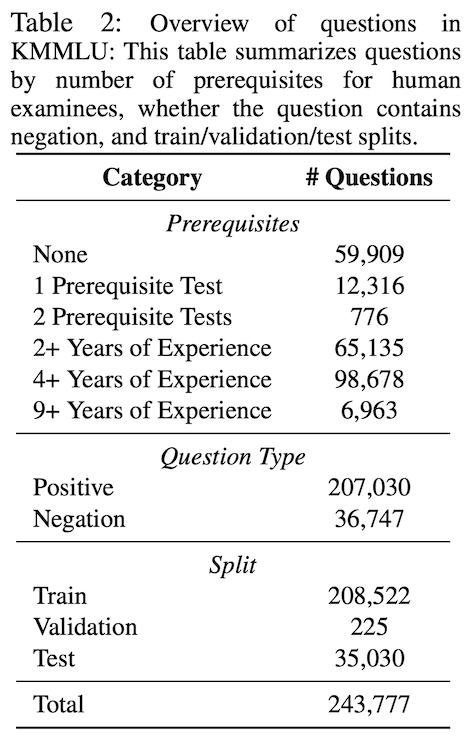 Table 2: Overview of questions in
KMMLU: This table summarizes questions
by number of prerequisites for human
examinees, whether the question contains
negation, and train/validation/test splits.
Category # Questions
Prerequisites
None 59,909
1 Prerequisite Test 12,316
2 Prerequisite Tests 776
2+ Years of Experience 65,135
4+ Years of Experience 98,678
9+ Years of Experience 6,963
Question Type
Positive 207,030
Negation 36,747
Split
Train 208,522
Validation 225
Test 35,030
Total 243,777